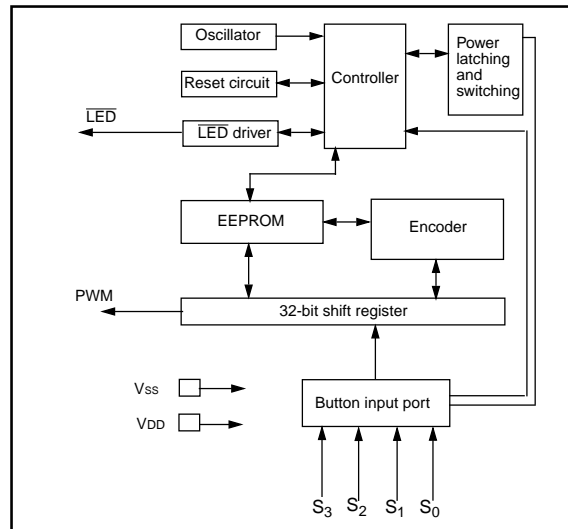 Oscillator
Reset circuit
LED
LED driver
Controller
Power
latching
and
switching
EEPROM
Encoder
PWM
32-bit shift register
VSS
VDD
Button input port
S3
S2
S1
S0